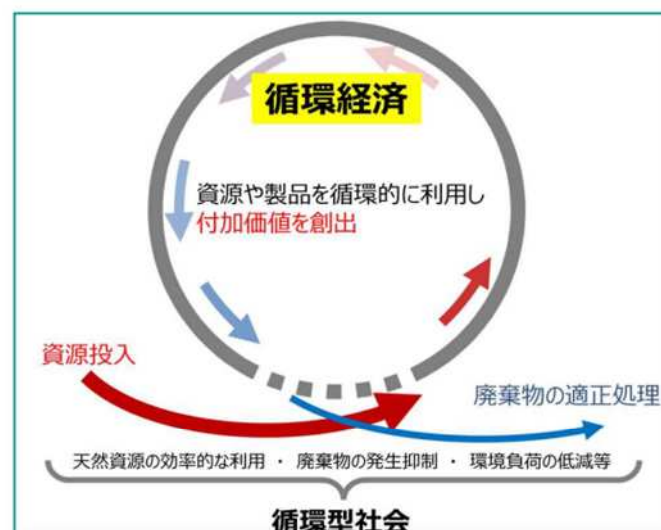 循環経済
資源や製品を循環的に利用し
付加価値を創出
資源投入
廃棄物の適正処理
天然資源の効率的な利用・廃棄物の発生抑制・環境負荷の低減等
循環型社会